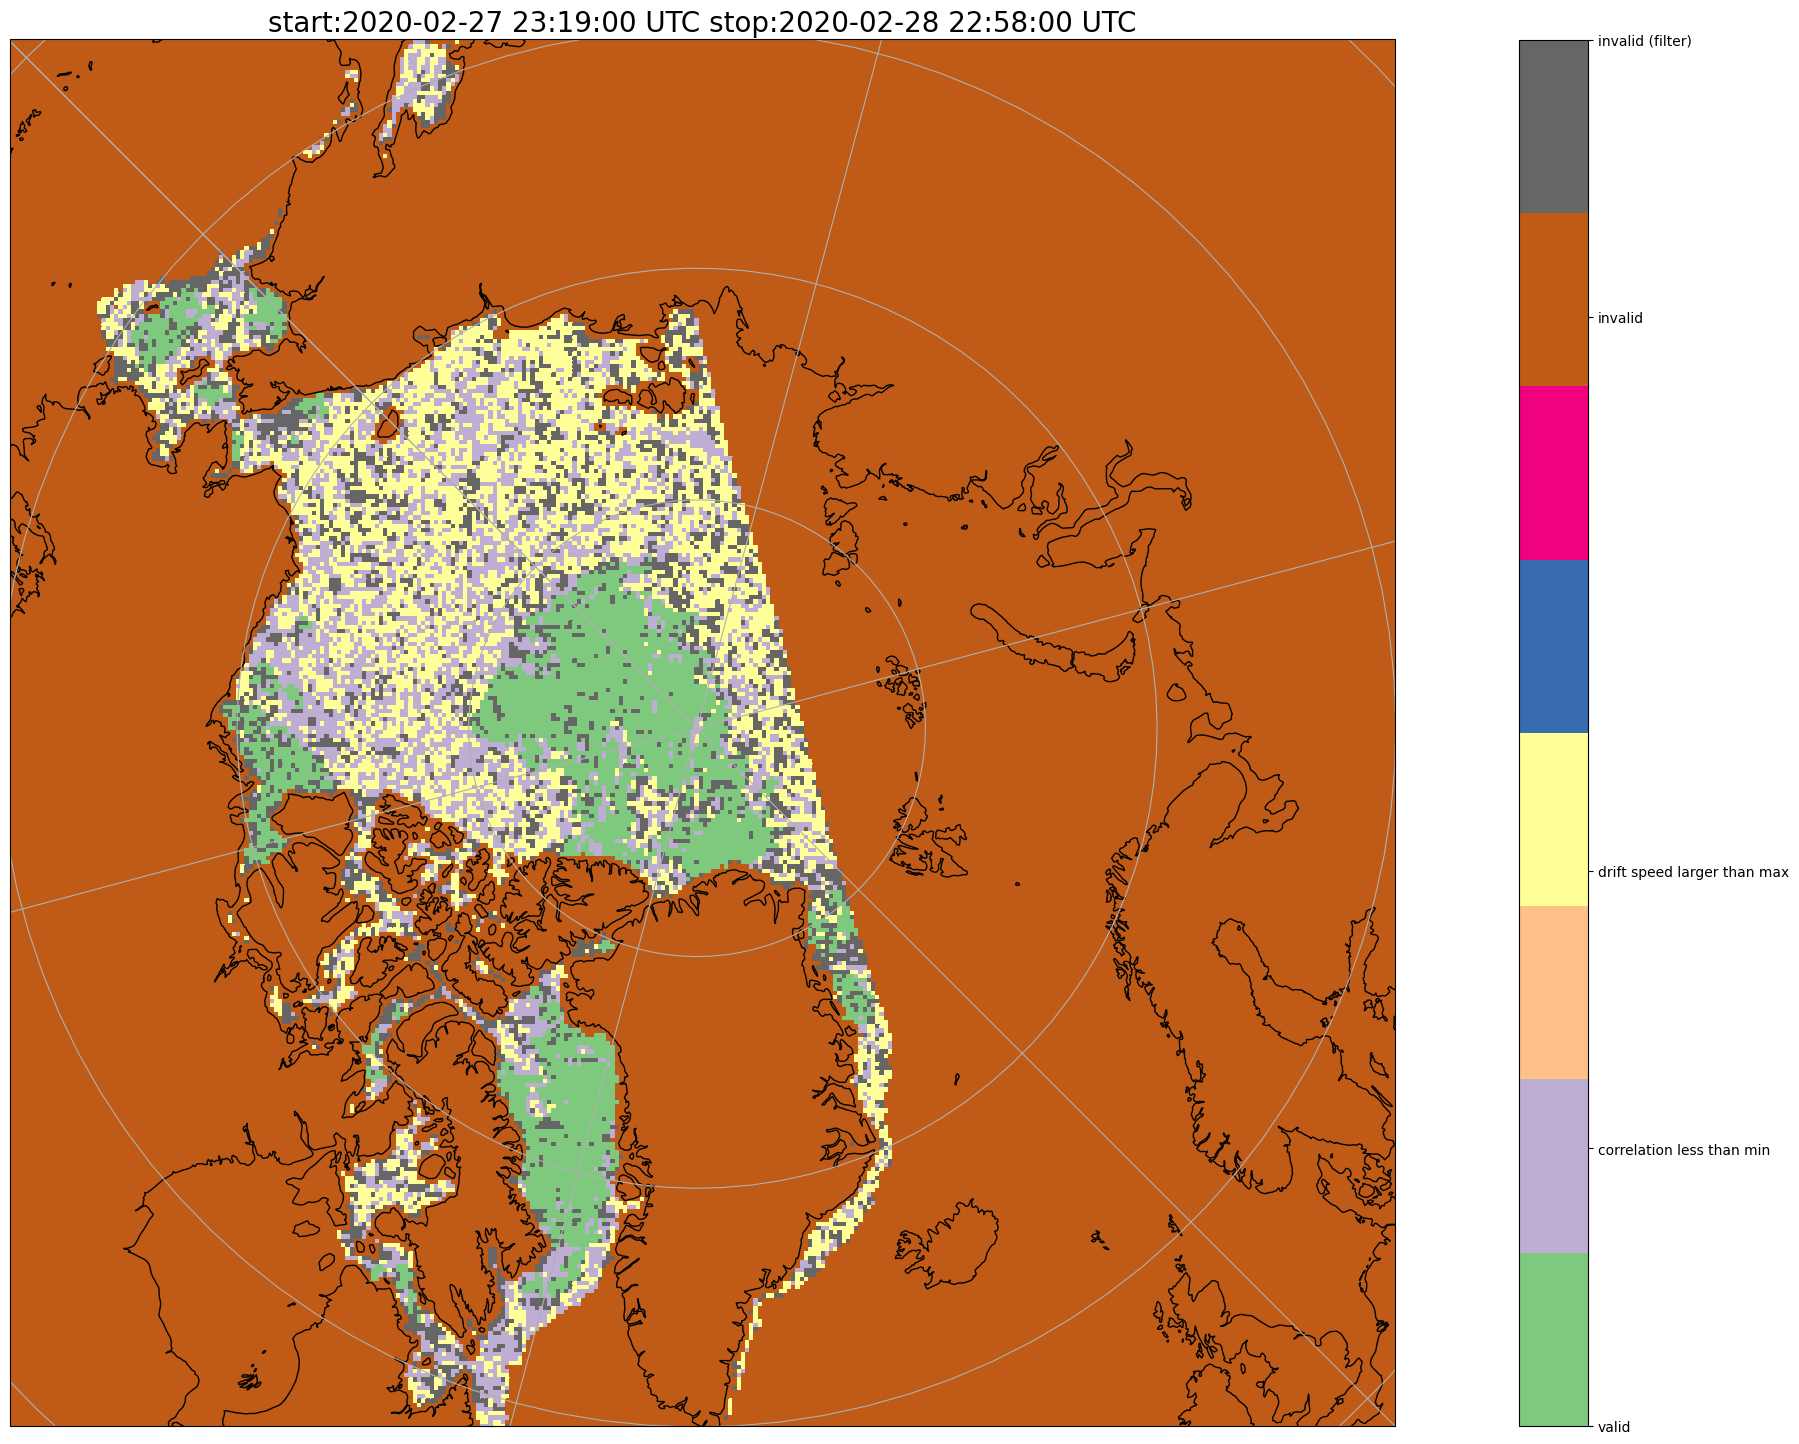 start:2020-02-27 23:19:00 UTC stop:2020-02-28 22:58:00 UTC
invalid (filter)
invalid
drift speed larger than max
correlation less than min
valid